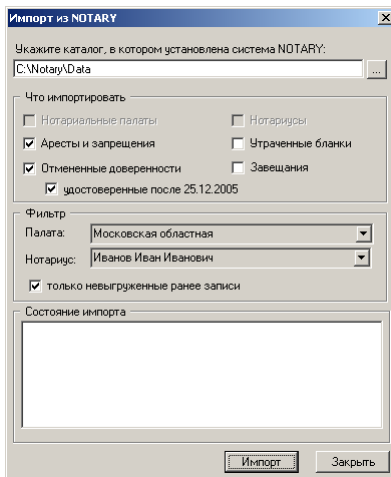 Импорт из NOTARY
Укажите каталог, в котором установлена система NOTARY:
C:\Notary\Data
...
Что импортировать
Нотариальные палаты
Нотариусы
Аресты и запрещения
Утраченные бланки
Отмененные доверенности
Завещания
удостоверенные после 25.12.2005
Фильтр
Палата:
Московская областная
Нотариус:
Иванов Иван Иванович
только невыгруженные ранее записи
Состояние импорта
Импорт
Закрыть